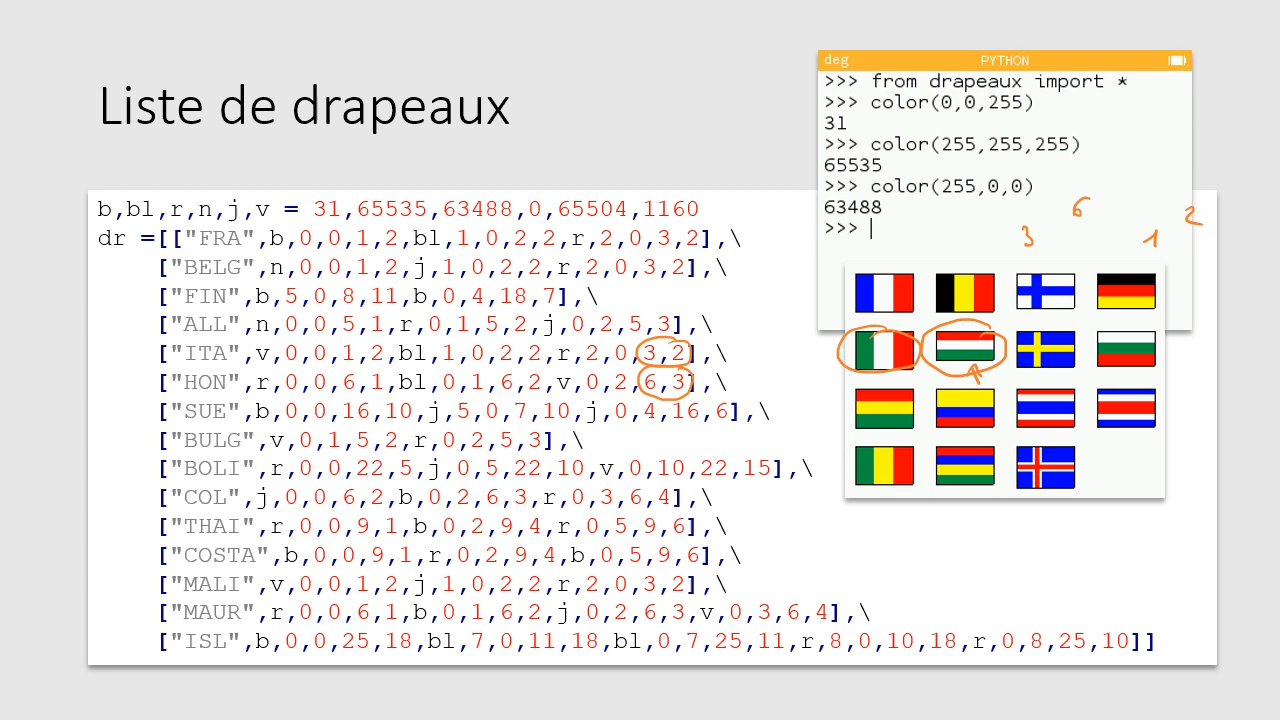 Liste de drapeaux
deg PYTHON
>>> from drapeaux import *
>>> color(0,0,255)
31
>>> color(255,255,255)
65535
>>> color(255,0,0)
63488
>>>
6
2
3
1
b,bl,r,n,j,v = 31,65535,63488,0,65504,1160
dr =[["FRA",b,0,0,1,2,bl,1,0,2,2,r,2,0,3,2],\
["BELG",n,0,0,1,2,j,1,0,2,2,r,2,0,3,2],\
["FIN",b,5,0,8,11,b,0,4,18,7],\
["ALL",n,0,0,5,1,r,0,1,5,2,j,0,2,5,3],\
["ITA",v,0,0,1,2,bl,1,0,2,2,r,2,0,3,2],\
["HON",r,0,0,6,1,bl,0,1,6,2,v,0,2,6,3],\
["SUE",b,0,0,16,10,j,5,0,7,10,j,0,4,16,6],\
["BULG",v,0,1,5,2,r,0,2,5,3],\
["BOLI",r,0,0,22,5,j,0,5,22,10,v,0,10,22,15],\
["COL",j,0,0,6,2,b,0,2,6,3,r,0,3,6,4],\
["THAI",r,0,0,9,1,b,0,2,9,4,r,0,5,9,6],\
["COSTA",b,0,0,9,1,r,0,2,9,4,b,0,5,9,6],\
["MALI",v,0,0,1,2,j,1,0,2,2,r,2,0,3,2],\
["MAUR",r,0,0,6,1,b,0,1,6,2,j,0,2,6,3,v,0,3,6,4],\
["ISL",b,0,0,25,18,bl,7,0,11,18,bl,0,7,25,11,r,8,0,10,18,r,0,8,25,10]]